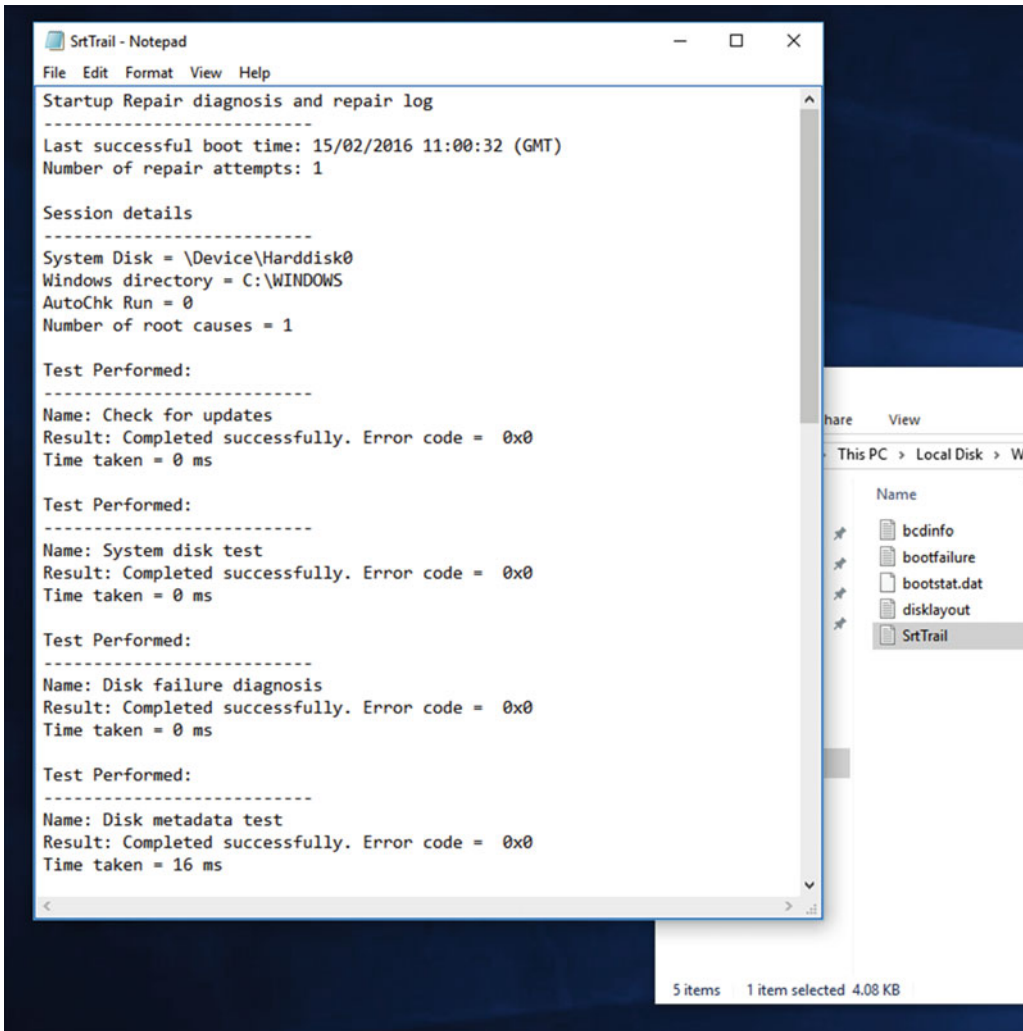 SrtTrail - Notepad
File Edit Format View Help
Startup Repair diagnosis and repair log
---------------------------
Last successful boot time: 15/02/2016 11:00:32 (GMT)
Number of repair attempts: 1
Session details
---------------------------
System Disk = \Device\Harddisk0
Windows directory = C:\WINDOWS
AutoChk Run = 0
Number of root causes = 1
Test Performed:
---------------------------
Name: Check for updates
Result: Completed successfully. Error code =  0x0
Time taken = 0 ms
Test Performed:
---------------------------
Name: System disk test
Result: Completed successfully. Error code =  0x0
Time taken = 0 ms
Test Performed:
---------------------------
Name: Disk failure diagnosis
Result: Completed successfully. Error code =  0x0
Time taken = 0 ms
Test Performed:
---------------------------
Name: Disk metadata test
Result: Completed successfully. Error code =  0x0
Time taken = 16 ms
hare View
This PC > Local Disk > W
Name
bcdinfo
bootfailure
bootstat.dat
disklayout
SrtTrail
5 items 1 item selected 4.08 KB